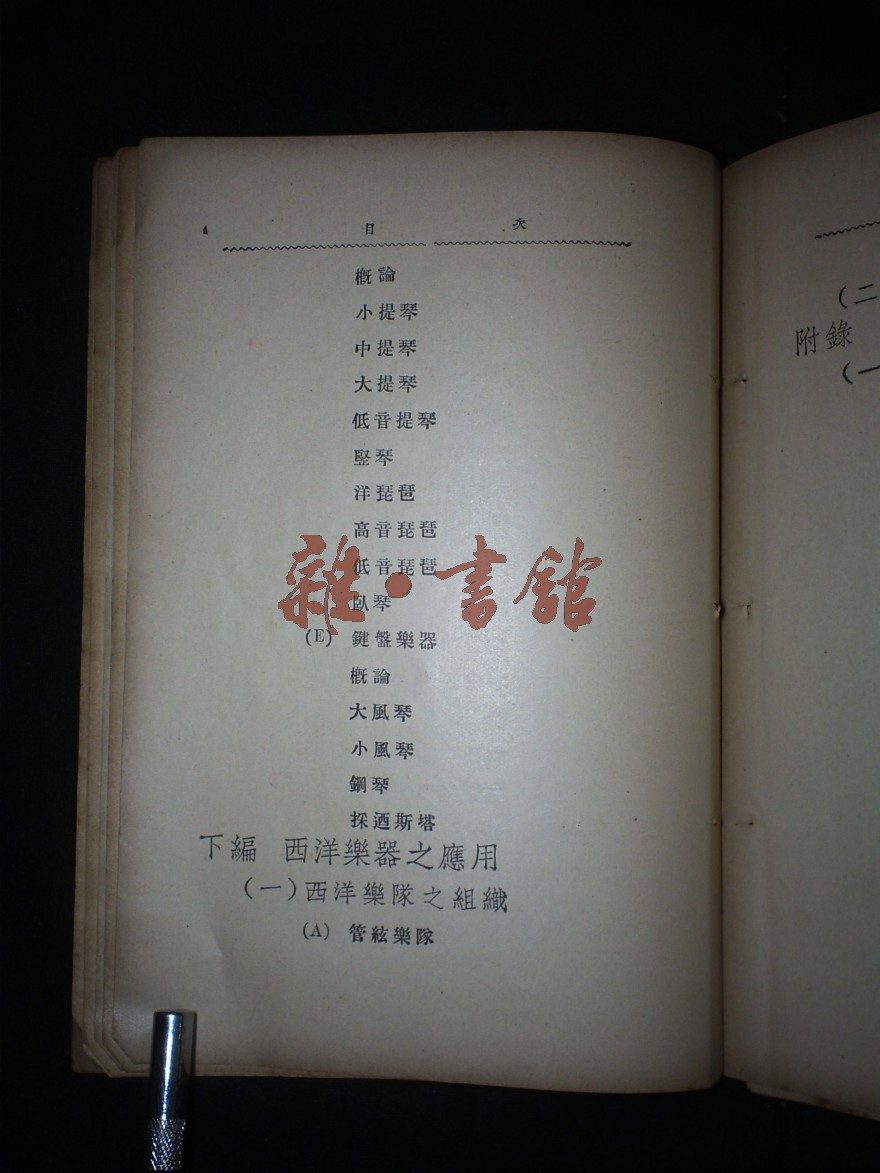 4 目次
概論
小提琴
中提琴
大提琴
低音提琴
竪琴
洋琵琶
高音琵琶
低音琵琶
臥琴
(E) 鍵盤樂器
概論
大風琴
小風琴
鋼琴
採酒斯塔
下編 西洋樂器之應用
(一)西洋樂隊之組織
(A) 管絃樂隊
(二
附錄
(一
雜·書館